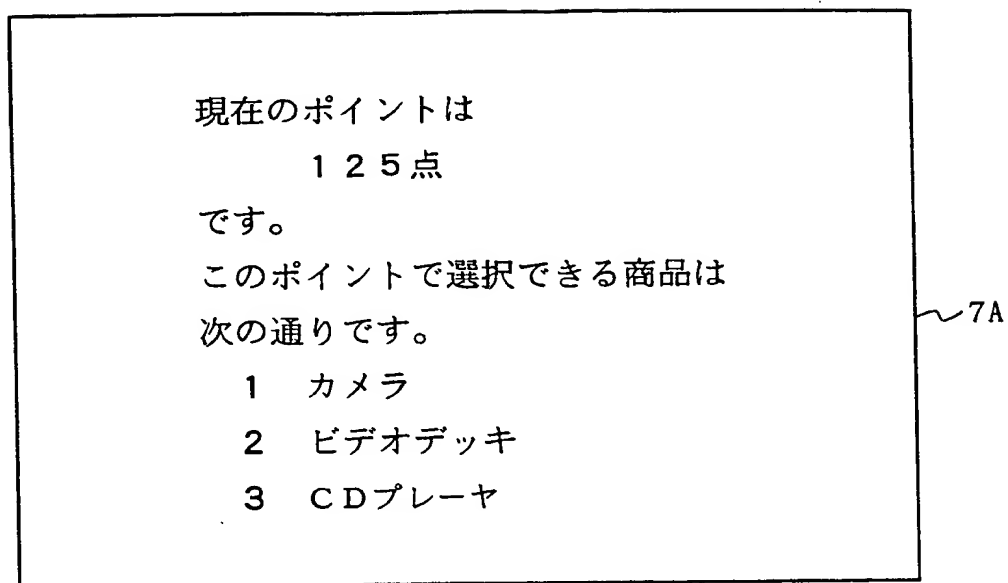 現在のポイントは
125点
です。
このポイントで選択できる商品は
次の通りです。
1 カメラ
2 ビデオデッキ
3 CDプレーヤ
7A